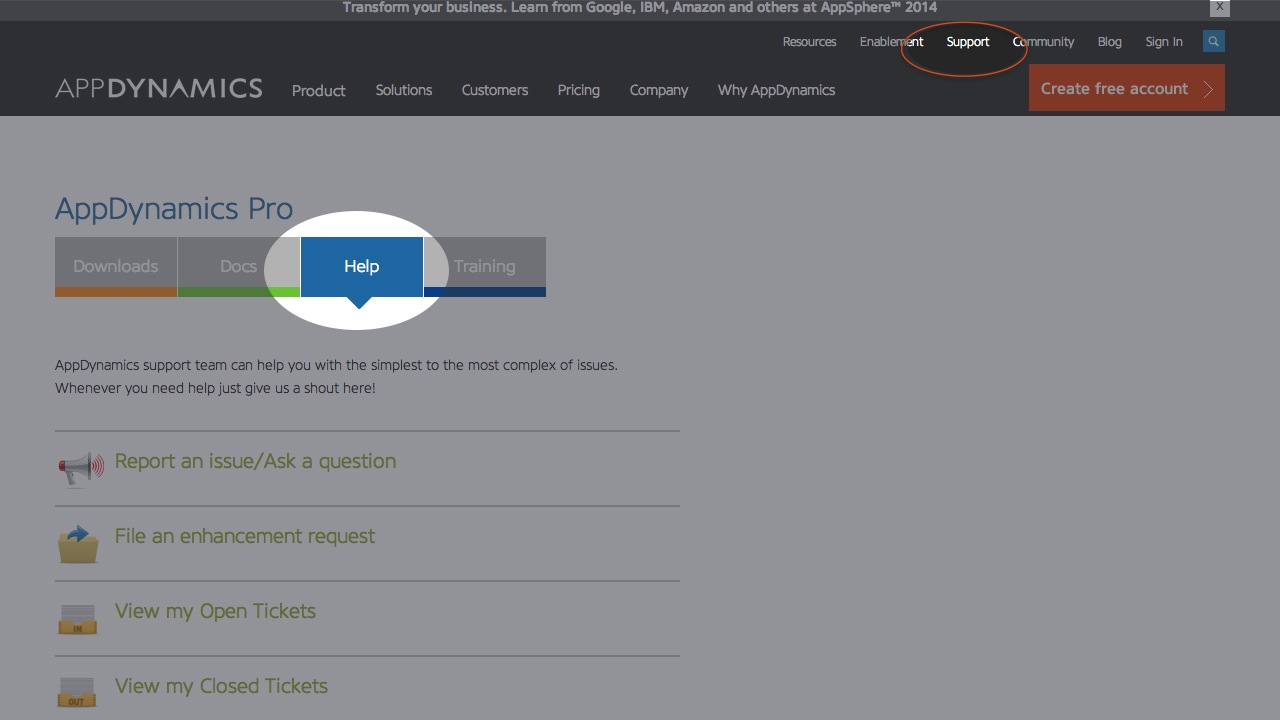 Transform your business. Learn from Google, IBM, Amazon and others at AppSphere™ 2014
X
Resources Enablement Support Community Blog Sign In
APPDYNAMICS Product Solutions Customers Pricing Company Why AppDynamics Create free account
AppDynamics Pro
Downloads Docs Help Training
AppDynamics support team can help you with the simplest to the most complex of issues.
Whenever you need help just give us a shout here!
Report an issue/Ask a question
File an enhancement request
View my Open Tickets
IN
View my Closed Tickets
OUT